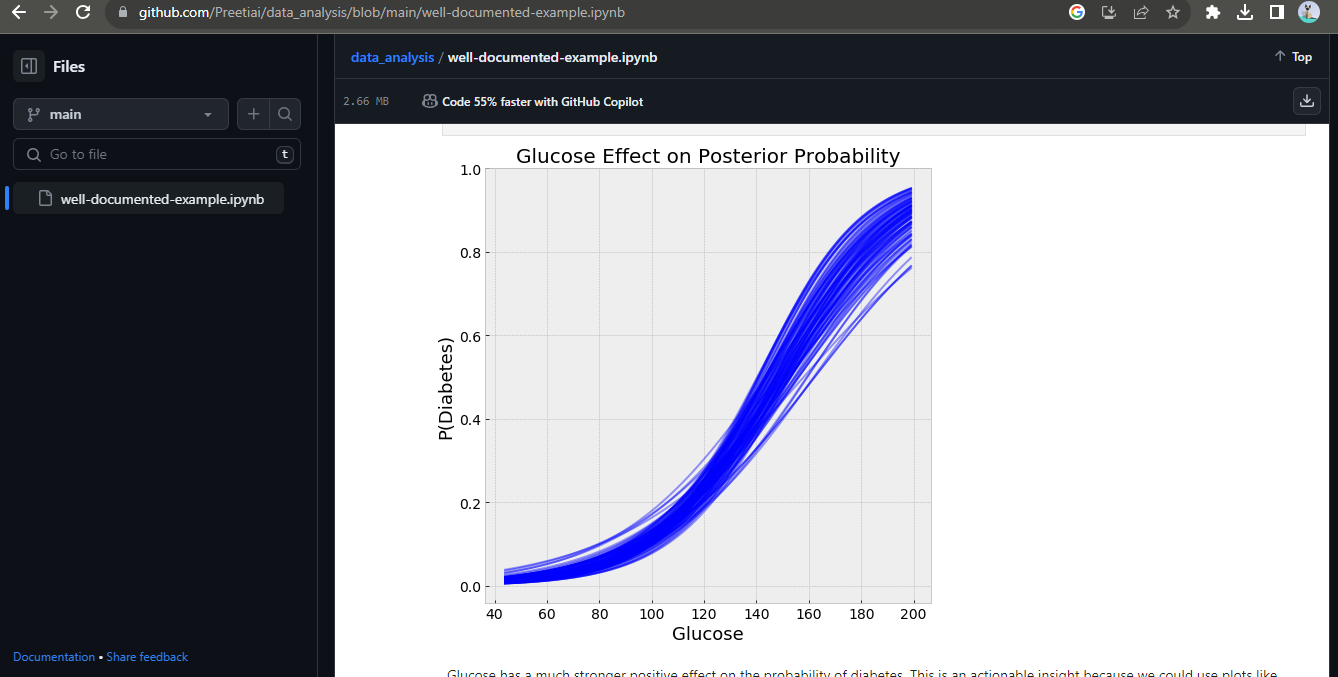 github.com/Preetiai/data_analysis/blob/main/well-documented-example.ipynb
Files
main
Go to file
t
well-documented-example.ipynb
Documentation • Share feedback
data_analysis / well-documented-example.ipynb
Top
2.66 MB
Code 55% faster with GitHub Copilot
Glucose Effect on Posterior Probability
1.0
0.8
0.6
0.4
0.2
0.0
P(Diabetes)
40 60 80 100 120 140 160 180 200
Glucose
Glucose has a much stronger positive effect on the probability of diabetes. This is an actionable insight because we could use plots like